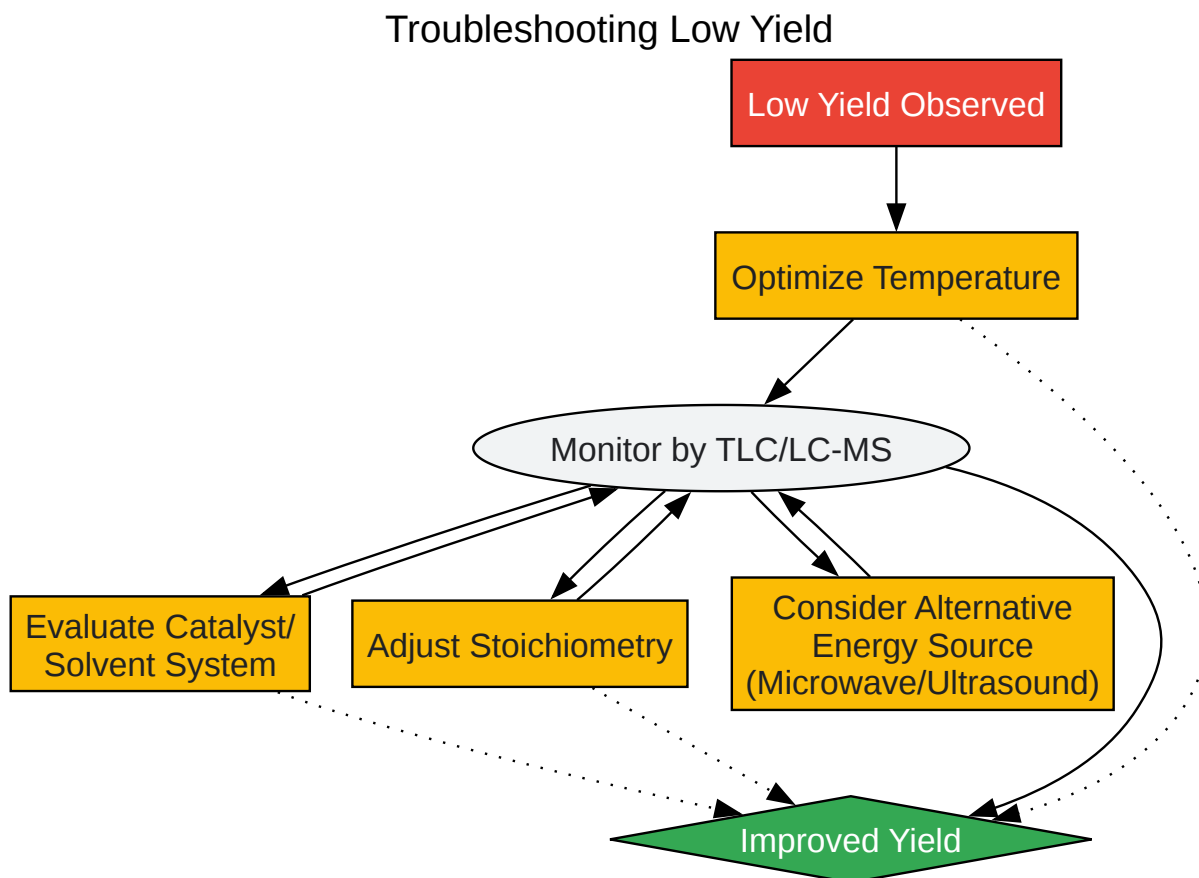 Troubleshooting Low Yield
Low Yield Observed
Optimize Temperature
Monitor by TLC/LC-MS
Evaluate Catalyst/
Solvent System
Adjust Stoichiometry
Consider Alternative
Energy Source
(Microwave/Ultrasound)
Improved Yield